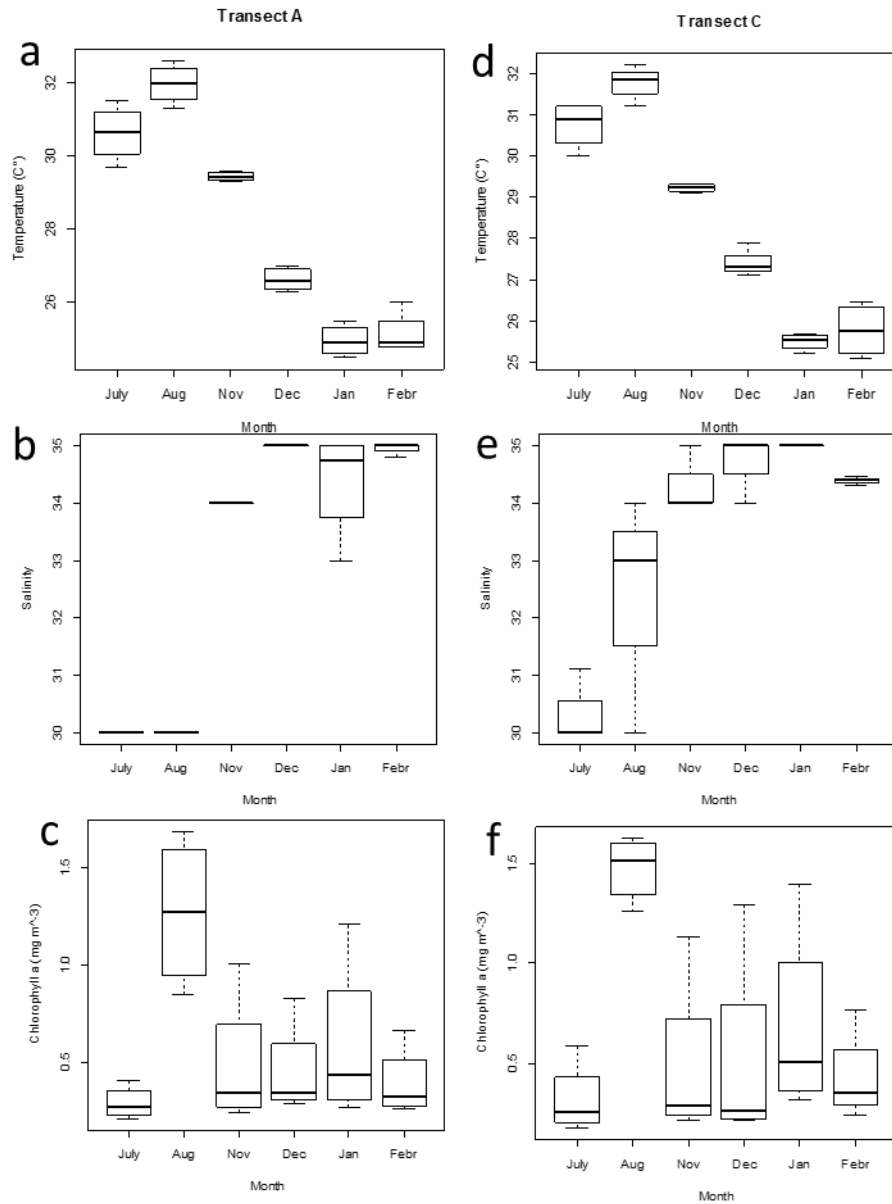 Transect A
Transect C
a
Temperature (C°)
32
30
28
26
July Aug Nov Dec Jan Febr
Month
d
Temperature (C°)
32
31
30
29
28
27
26
25
July Aug Nov Dec Jan Febr
Month
b
Salinity
35
34
33
32
31
30
July Aug Nov Dec Jan Febr
Month
e
Salinity
35
34
33
32
31
30
July Aug Nov Dec Jan Febr
Month
c
Chlorophyll a (mg m^-3)
1.5
1.0
0.5
July Aug Nov Dec Jan Febr
Month
f
Chlorophyll a (mg m^-3)
1.5
1.0
0.5
July Aug Nov Dec Jan Febr
Month